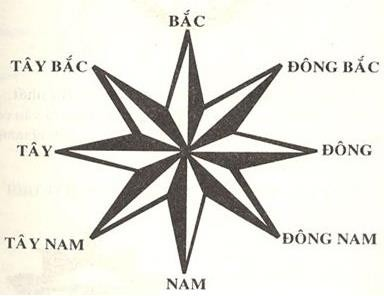 BẮC
TÂY BẮC
ĐÔNG BẮC
TÂY
ĐÔNG
TÂY NAM
ĐÔNG NAM
NAM